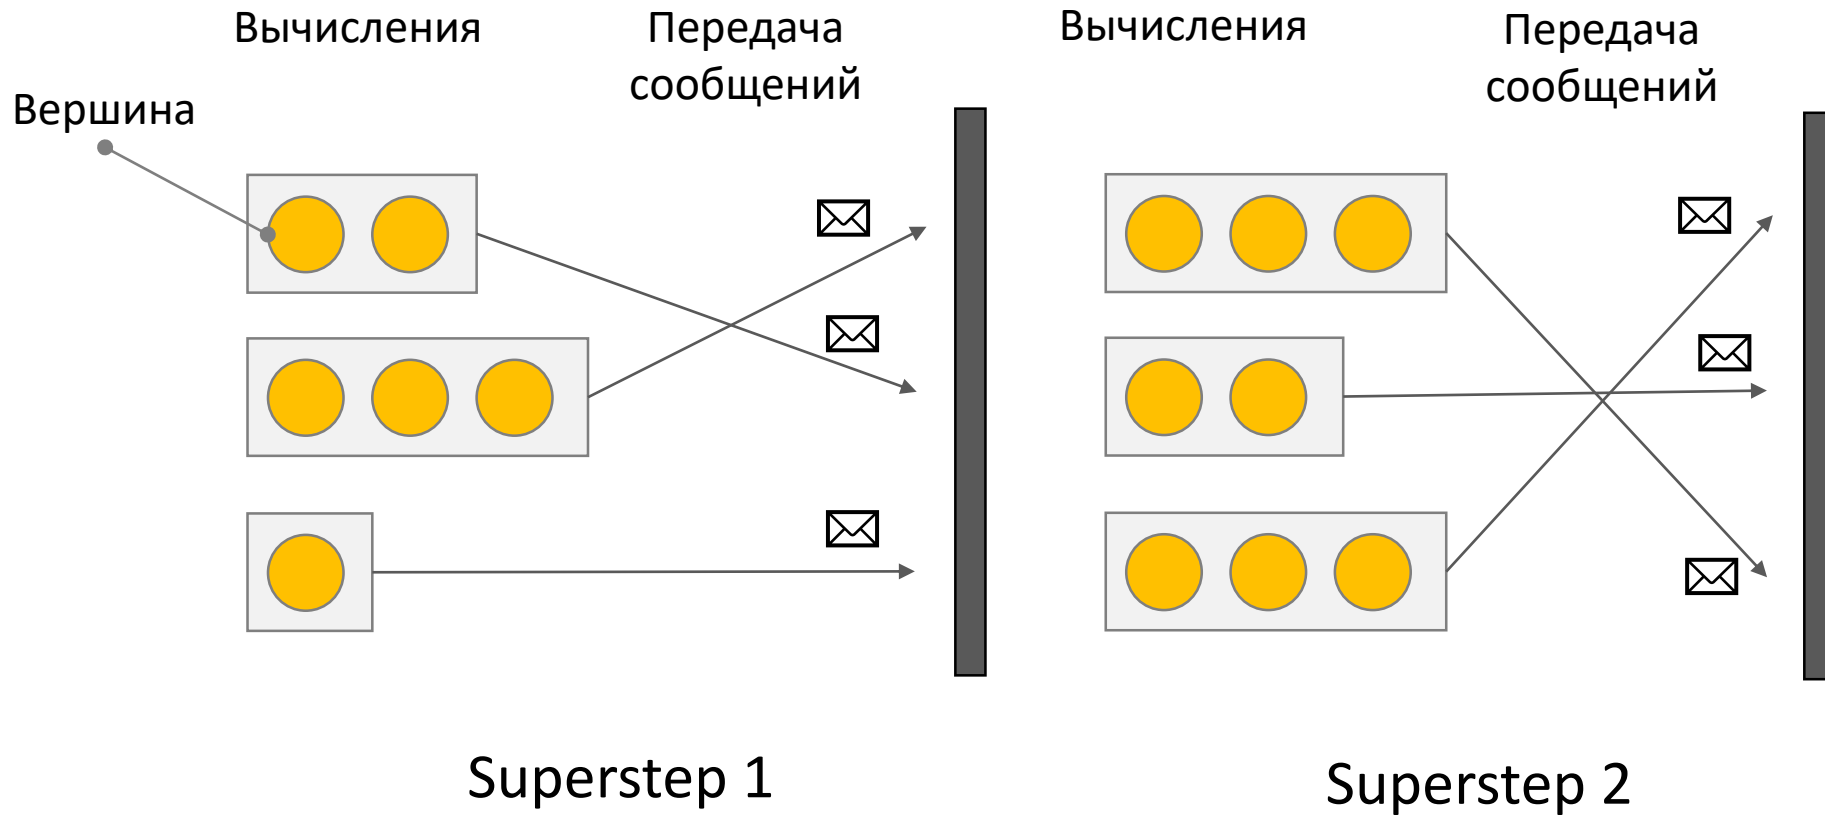 Вычисления
Передача
сообщений
Вершина
Superstep 1
Вычисления
Передача
сообщений
Superstep 2